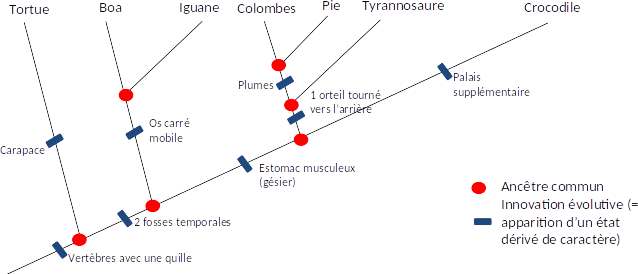 Tortue
Boa
Iguane
Colombes
Pie
Tyrannosaure
Crocodile
Plumes
1 orteil tourné
vers l'arrière
Palais
supplémentaire
Os carré
mobile
Carapace
Estomac musculeux
(gésier)
2 fosses temporales
Vertèbres avec une quille
Ancêtre commun
Innovation évolutive (=
apparition d'un état
dérivé de caractère)